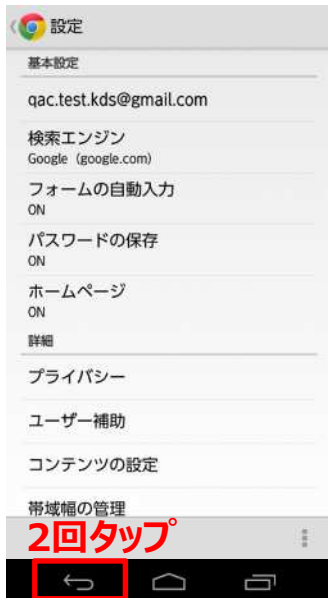 設定
基本設定
qac.test.kds@gmail.com
検索エンジン
Google (google.com)
フォームの自動入力
ON
パスワードの保存
ON
ホームページ
ON
詳細
プライバシー
ユーザー補助
コンテンツの設定
帯域幅の管理
2回タップ